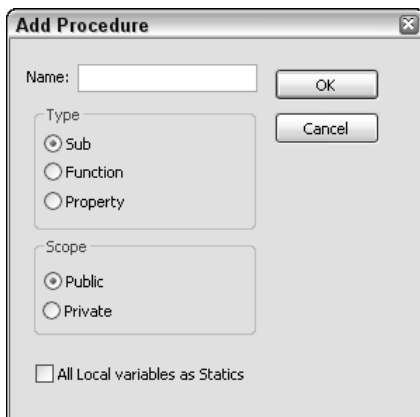 Add Procedure
Name:
OK
Cancel
Type
Sub
Function
Property
Scope
Public
Private
All Local variables as Statics